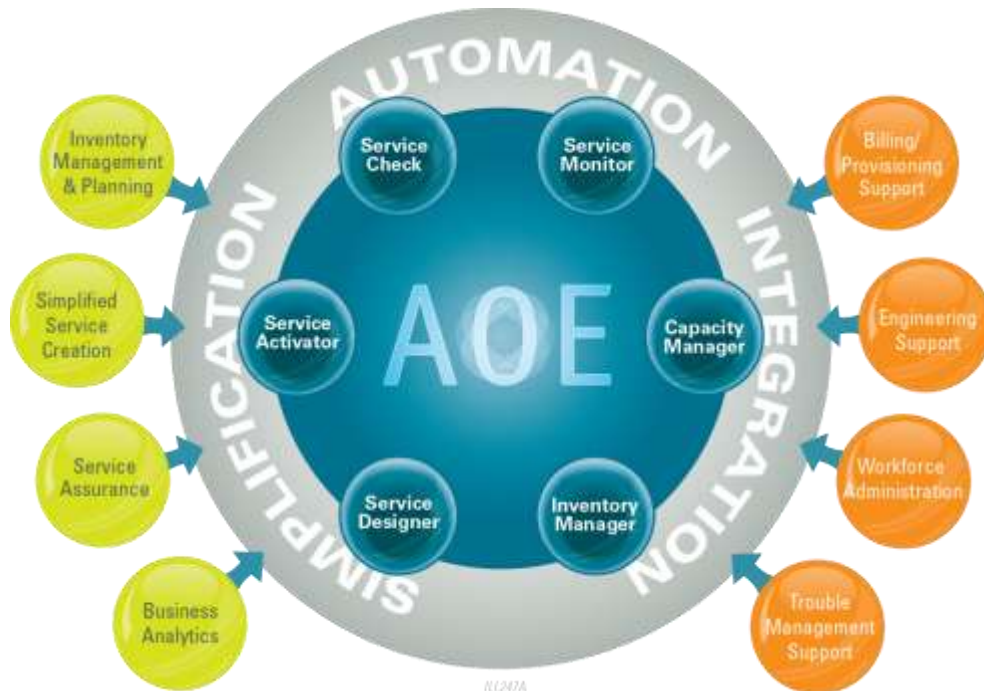 AUTOMATION
INTEGRATION
SIMPLIFICATION
AOE
Service
Check
Service
Monitor
Service
Activator
Capacity
Manager
Service
Designer
Inventory
Manager
Inventory
Management
& Planning
Simplified
Service
Creation
Service
Assurance
Business
Analytics
Billing/
Provisioning
Support
Engineering
Support
Workforce
Administration
Trouble
Management
Support
ILL247A